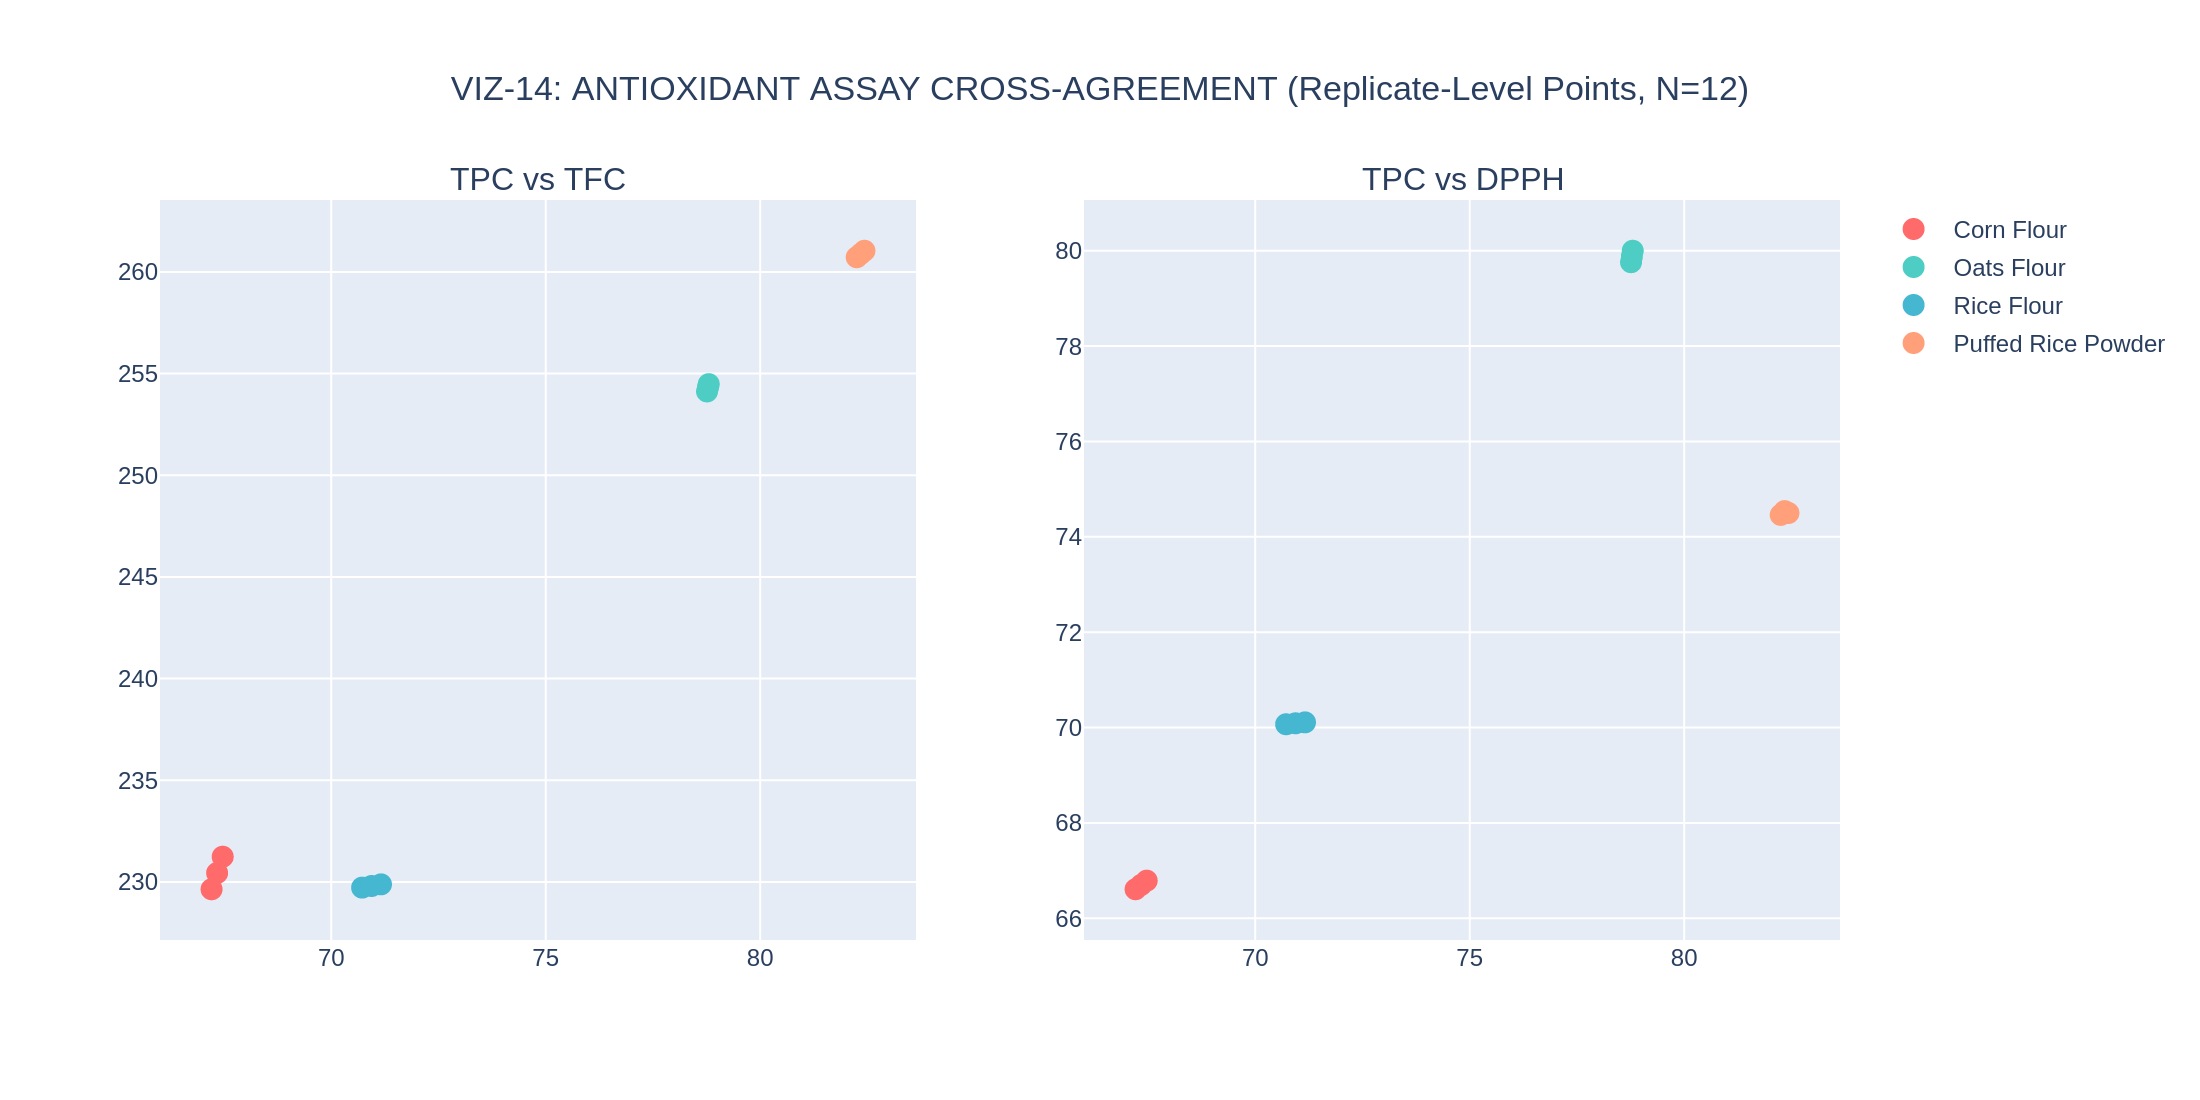 VIZ-14: ANTIOXIDANT ASSAY CROSS-AGREEMENT (Replicate-Level Points, N=12)
TPC vs TFC
260
255
250
245
240
235
230
70 75 80
TPC vs DPPH
80
78
76
74
72
70
68
66
70 75 80
Corn Flour
Oats Flour
Rice Flour
Puffed Rice Powder